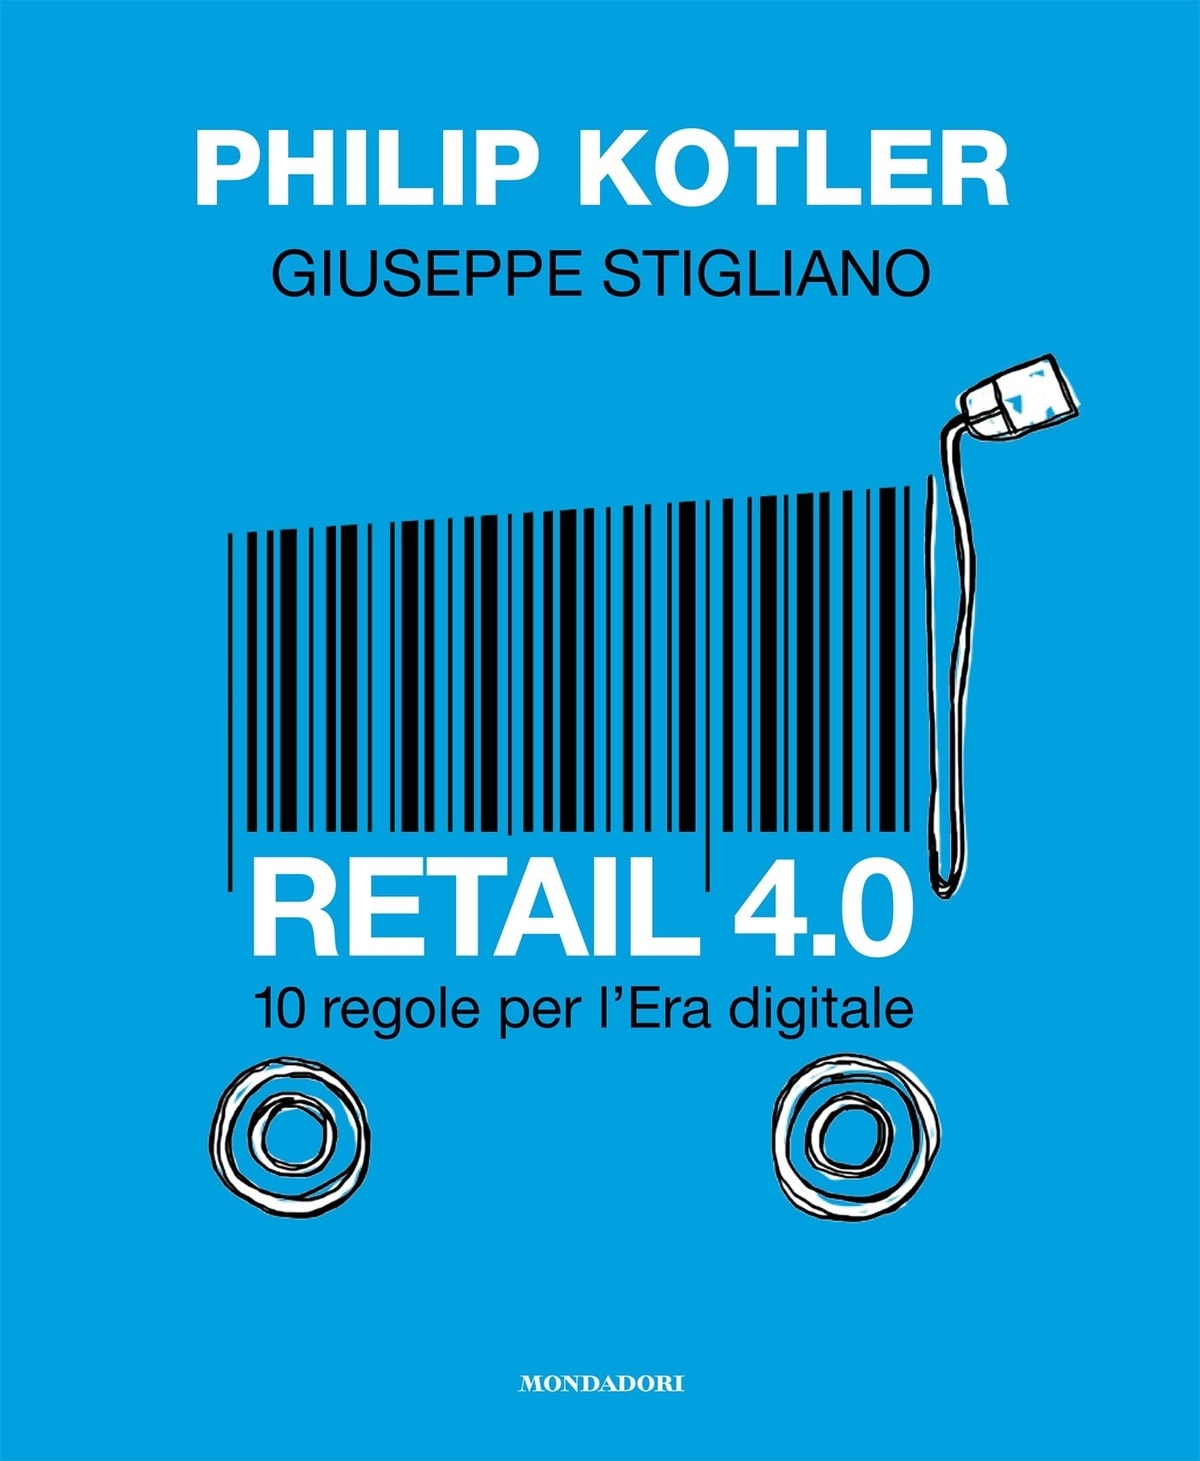 PHILIP KOTLER
GIUSEPPE STIGLIANO
RETAIL 4.0
10 regole per l’Era digitale
MONDADORI